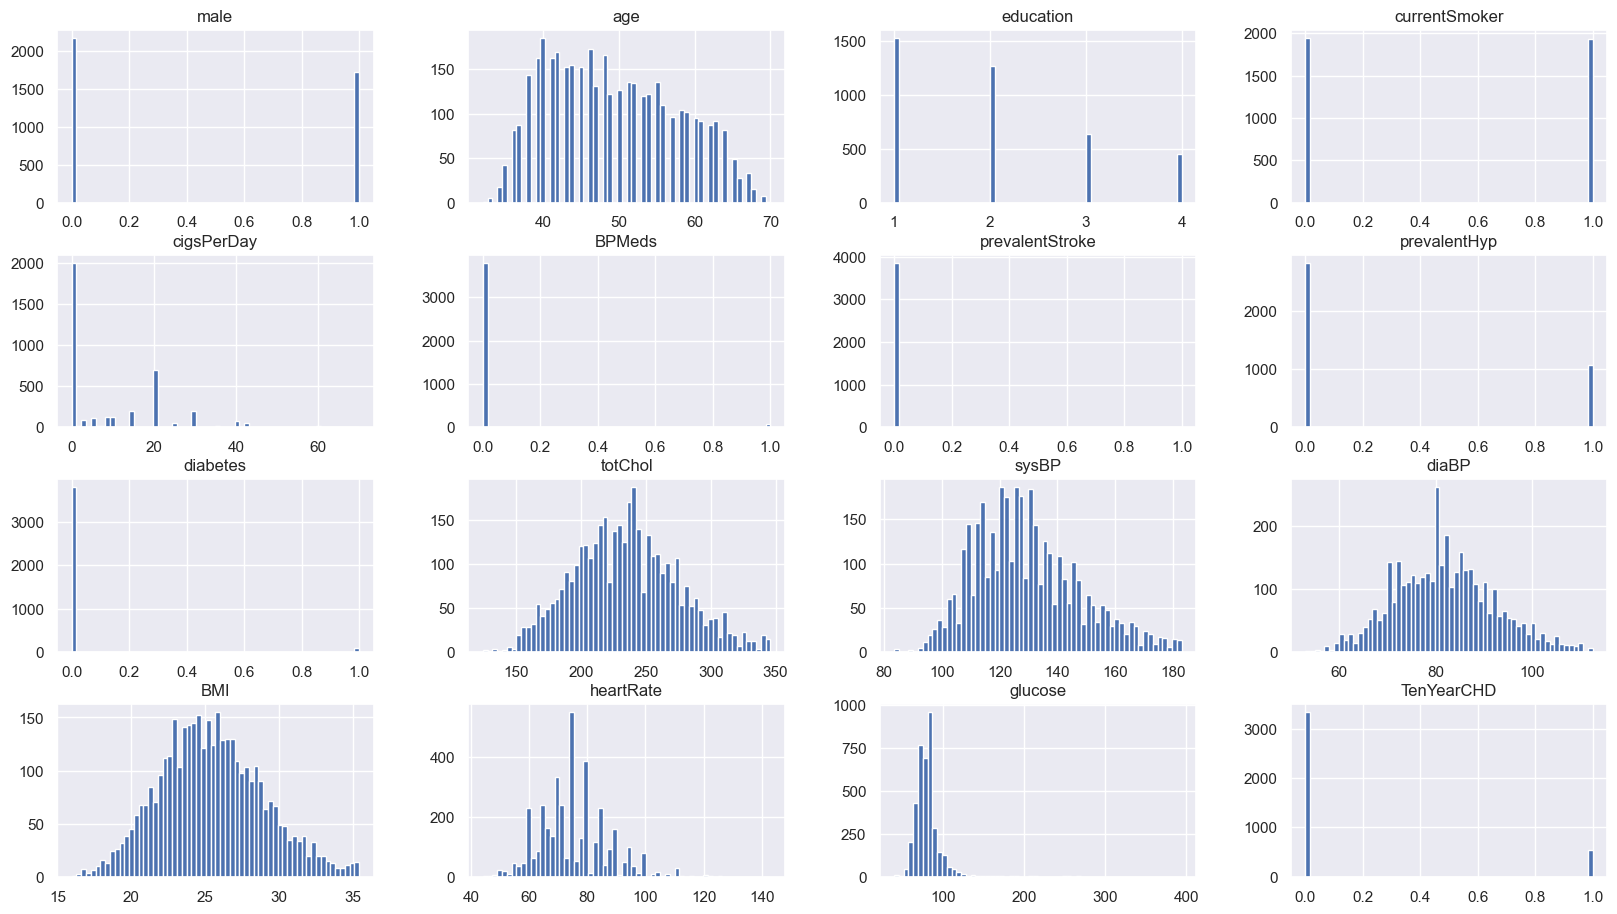 male
age
education
currentSmoker
2000
1500
1000
500
0
0.0 0.2 0.4 0.6 0.8 1.0
150
100
50
0
40 50 60 70
1500
1000
500
0
1 2 3 4
2000
1500
1000
500
0
0.0 0.2 0.4 0.6 0.8 1.0
cigsPerDay
BPMeds
prevalentStroke
prevalentHyp
2000
1500
1000
500
0
0 20 40 60
3000
2000
1000
0
0.0 0.2 0.4 0.6 0.8 1.0
4000
3000
2000
1000
0
0.0 0.2 0.4 0.6 0.8 1.0
2000
1000
0
0.0 0.2 0.4 0.6 0.8 1.0
diabetes
totChol
sysBP
diaBP
3000
2000
1000
0
0.0 0.2 0.4 0.6 0.8 1.0
150
100
50
0
150 200 250 300 350
150
100
50
0
80 100 120 140 160 180
200
100
0
60 80 100
BMI
heartRate
glucose
TenYearCHD
150
100
50
0
15 20 25 30 35
400
200
0
40 60 80 100 120 140
1000
750
500
250
0
100 200 300 400
3000
2000
1000
0
0.0 0.2 0.4 0.6 0.8 1.0